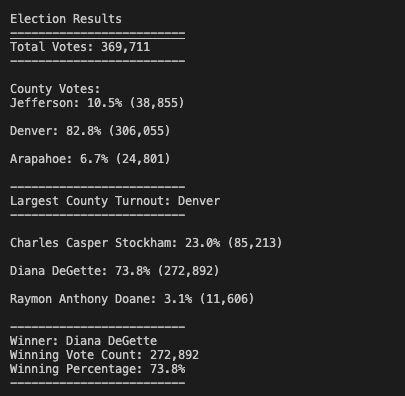 Election Results
-------------------------
Total Votes: 369,711
-------------------------
County Votes:
Jefferson: 10.5% (38,855)
Denver: 82.8% (306,055)
Arapahoe: 6.7% (24,801)
-------------------------
Largest County Turnout: Denver
-------------------------
Charles Casper Stockham: 23.0% (85,213)
Diana DeGette: 73.8% (272,892)
Raymon Anthony Doane: 3.1% (11,606)
-------------------------
Winner: Diana DeGette
Winning Vote Count: 272,892
Winning Percentage: 73.8%
-------------------------